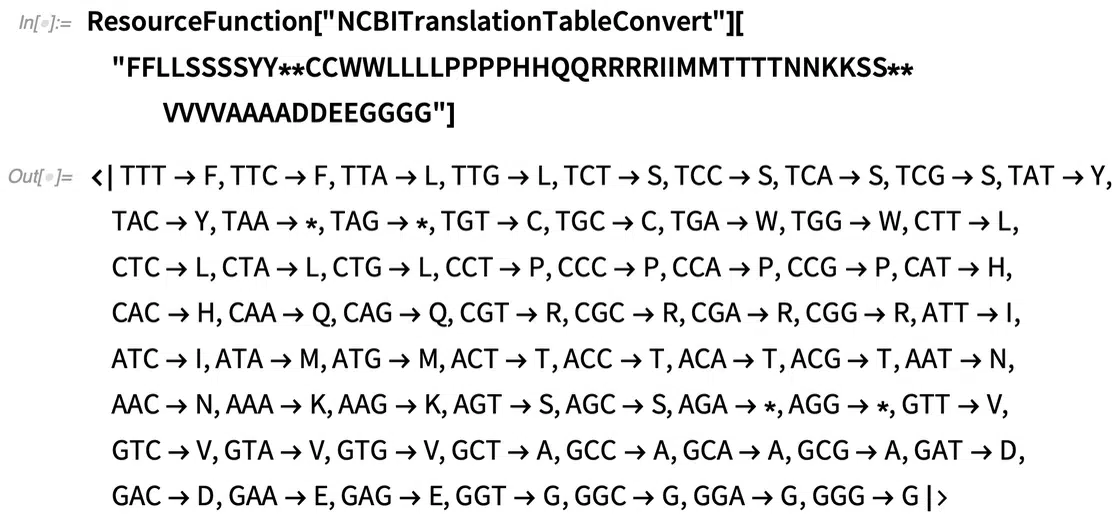 In[•]:= ResourceFunction["NCBITranslationTableConvert"][
"FFLLSSSSYY**CCWWLLLLPPPPHHQQRRRRIIMMTTTTNNKKSS**
VVVVAAAADDEEGGGG"]
Out[•]= <| TTT → F, TTC → F, TTA → L, TTG → L, TCT → S, TCC → S, TCA → S, TCG → S, TAT → Y,
TAC → Y, TAA → *, TAG → *, TGT → C, TGC → C, TGA → W, TGG → W, CTT → L,
CTC → L, CTA → L, CTG → L, CCT → P, CCC → P, CCA → P, CCG → P, CAT → H,
CAC → H, CAA → Q, CAG → Q, CGT → R, CGC → R, CGA → R, CGG → R, ATT → I,
ATC → I, ATA → M, ATG → M, ACT → T, ACC → T, ACA → T, ACG → T, AAT → N,
AAC → N, AAA → K, AAG → K, AGT → S, AGC → S, AGA → *, AGG → *, GTT → V,
GTC → V, GTA → V, GTG → V, GCT → A, GCC → A, GCA → A, GCG → A, GAT → D,
GAC → D, GAA → E, GAG → E, GGT → G, GGC → G, GGA → G, GGG → G |>